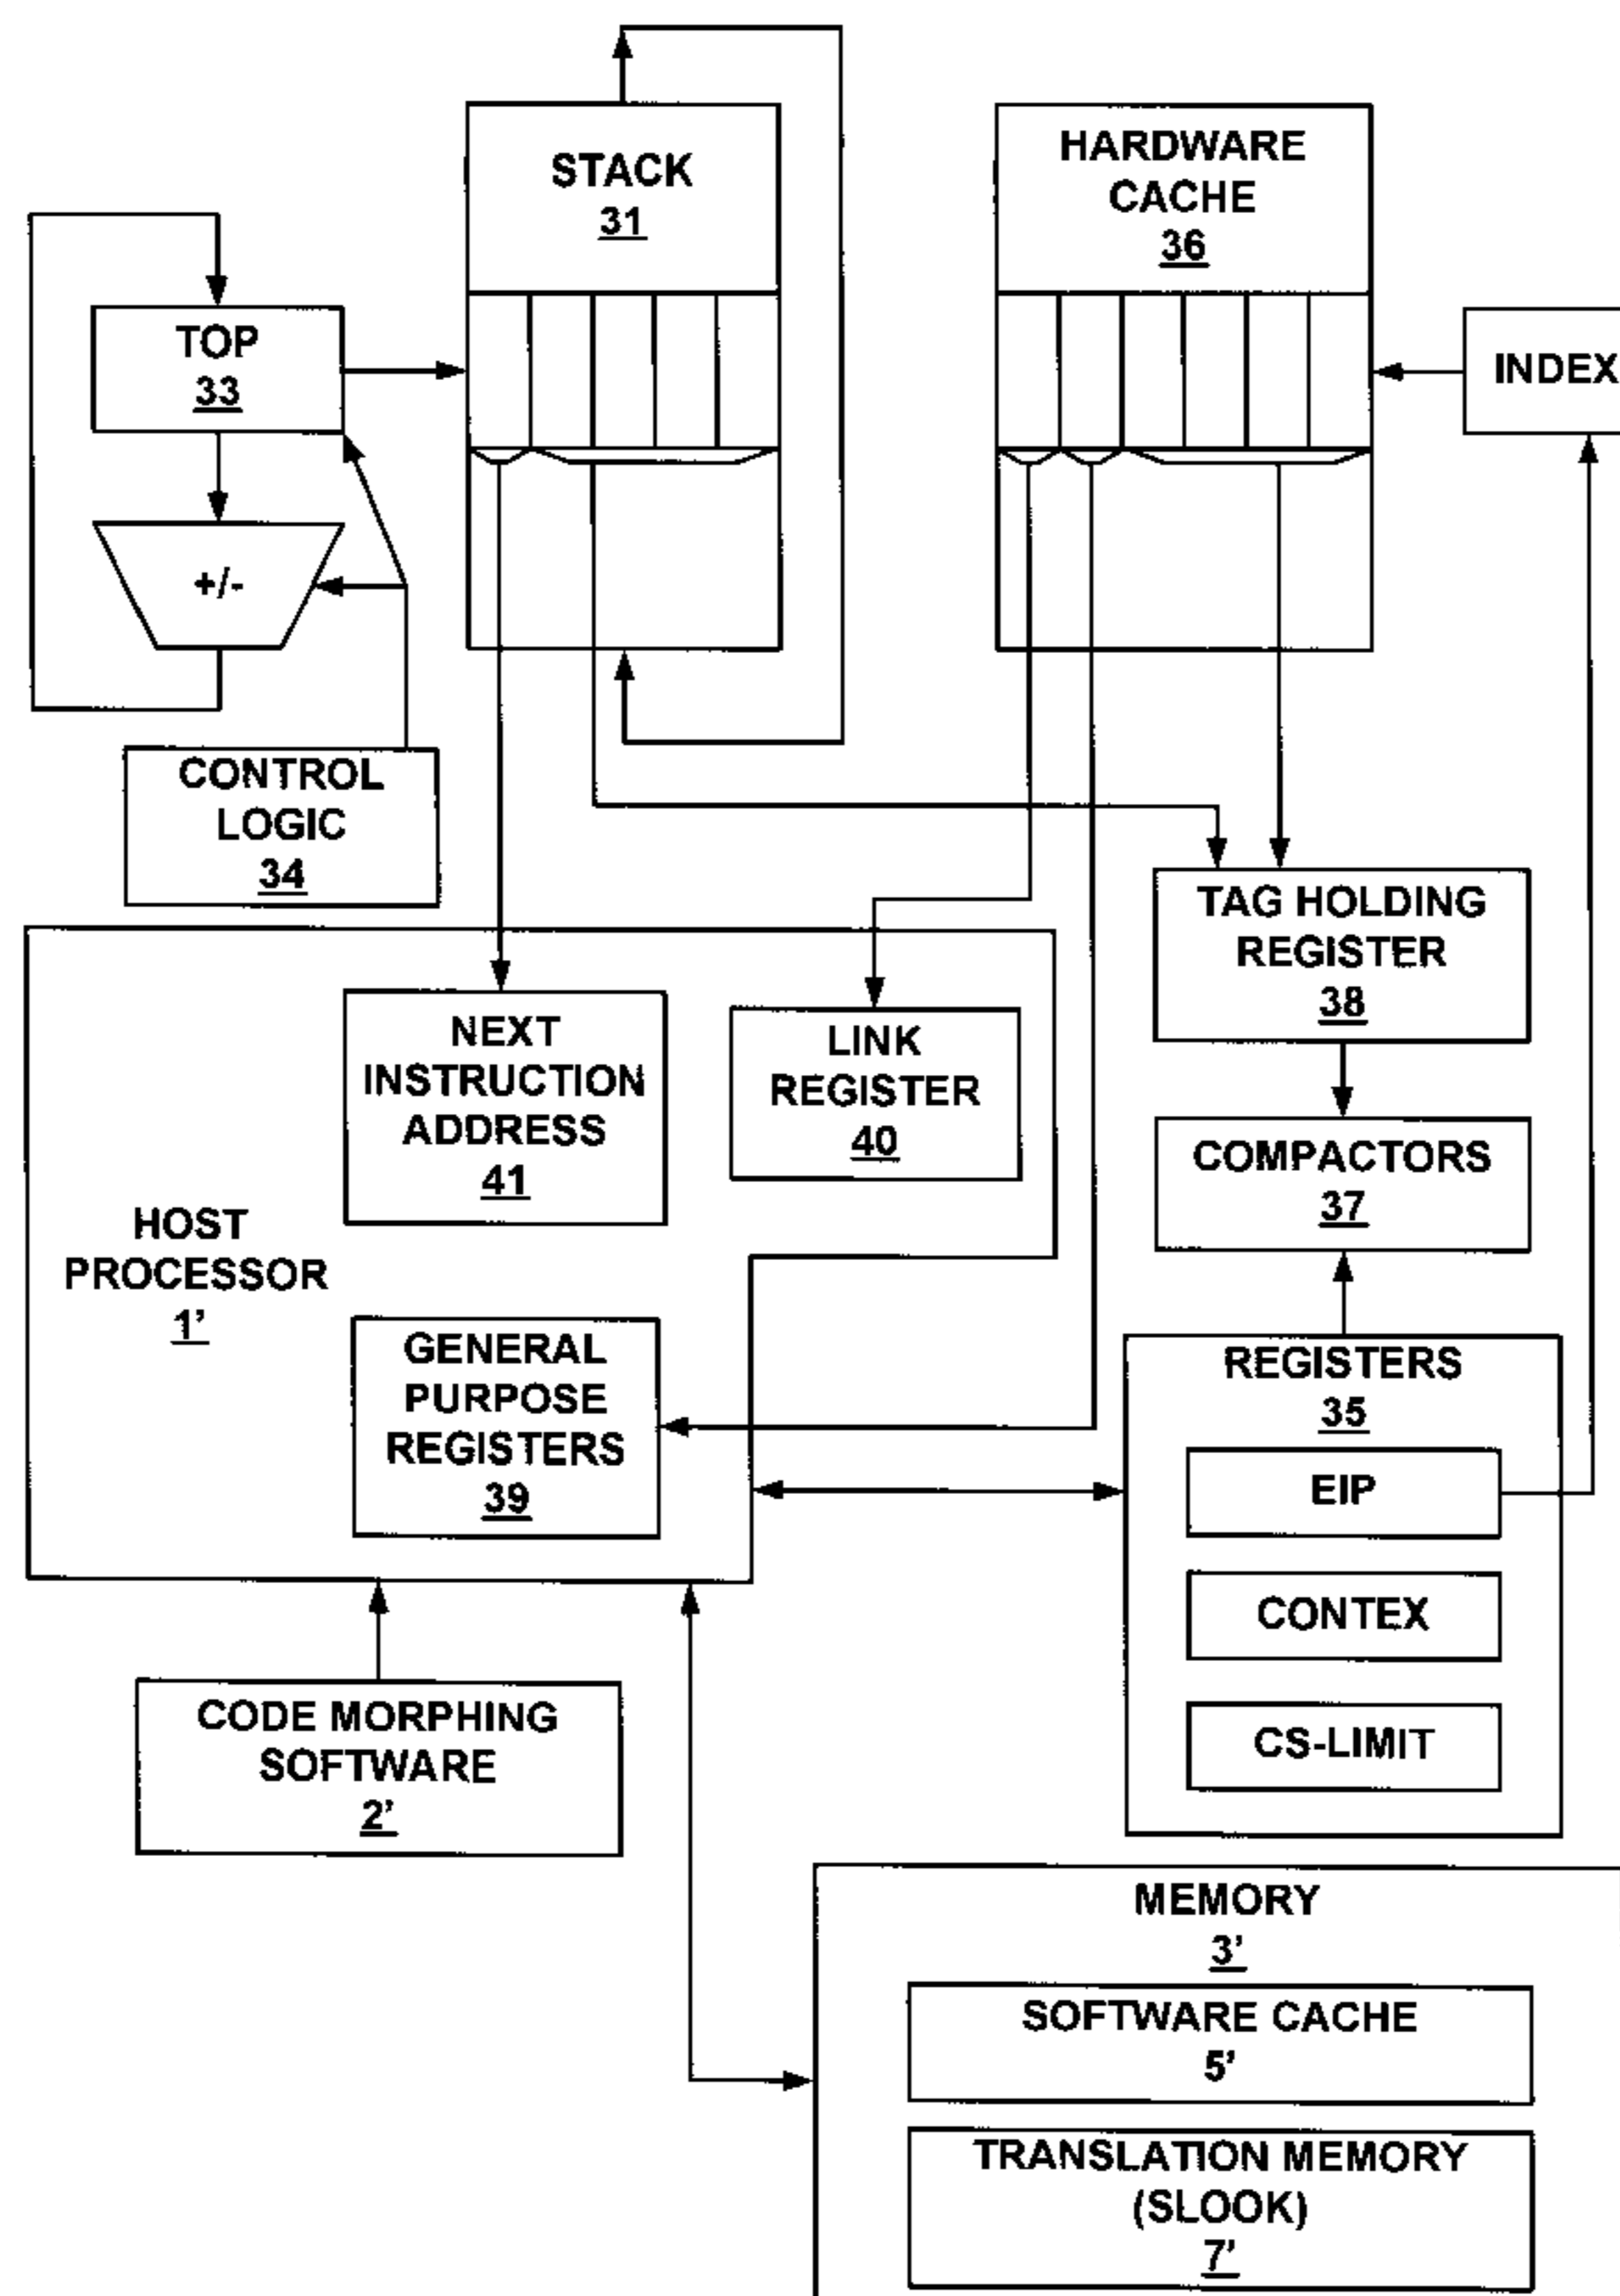 STACK
31
HARDWARE
CACHE
36
TOP
33
INDEX
+/-
CONTROL
LOGIC
34
TAG HOLDING
REGISTER
38
NEXT
INSTRUCTION
ADDRESS
41
LINK
REGISTER
40
COMPACTORS
37
HOST
PROCESSOR
1’
GENERAL
PURPOSE
REGISTERS
39
REGISTERS
35
EIP
CONTEX
CS-LIMIT
CODE MORPHING
SOFTWARE
2’
MEMORY
3’
SOFTWARE CACHE
5’
TRANSLATION MEMORY
(SLOOK)
7’